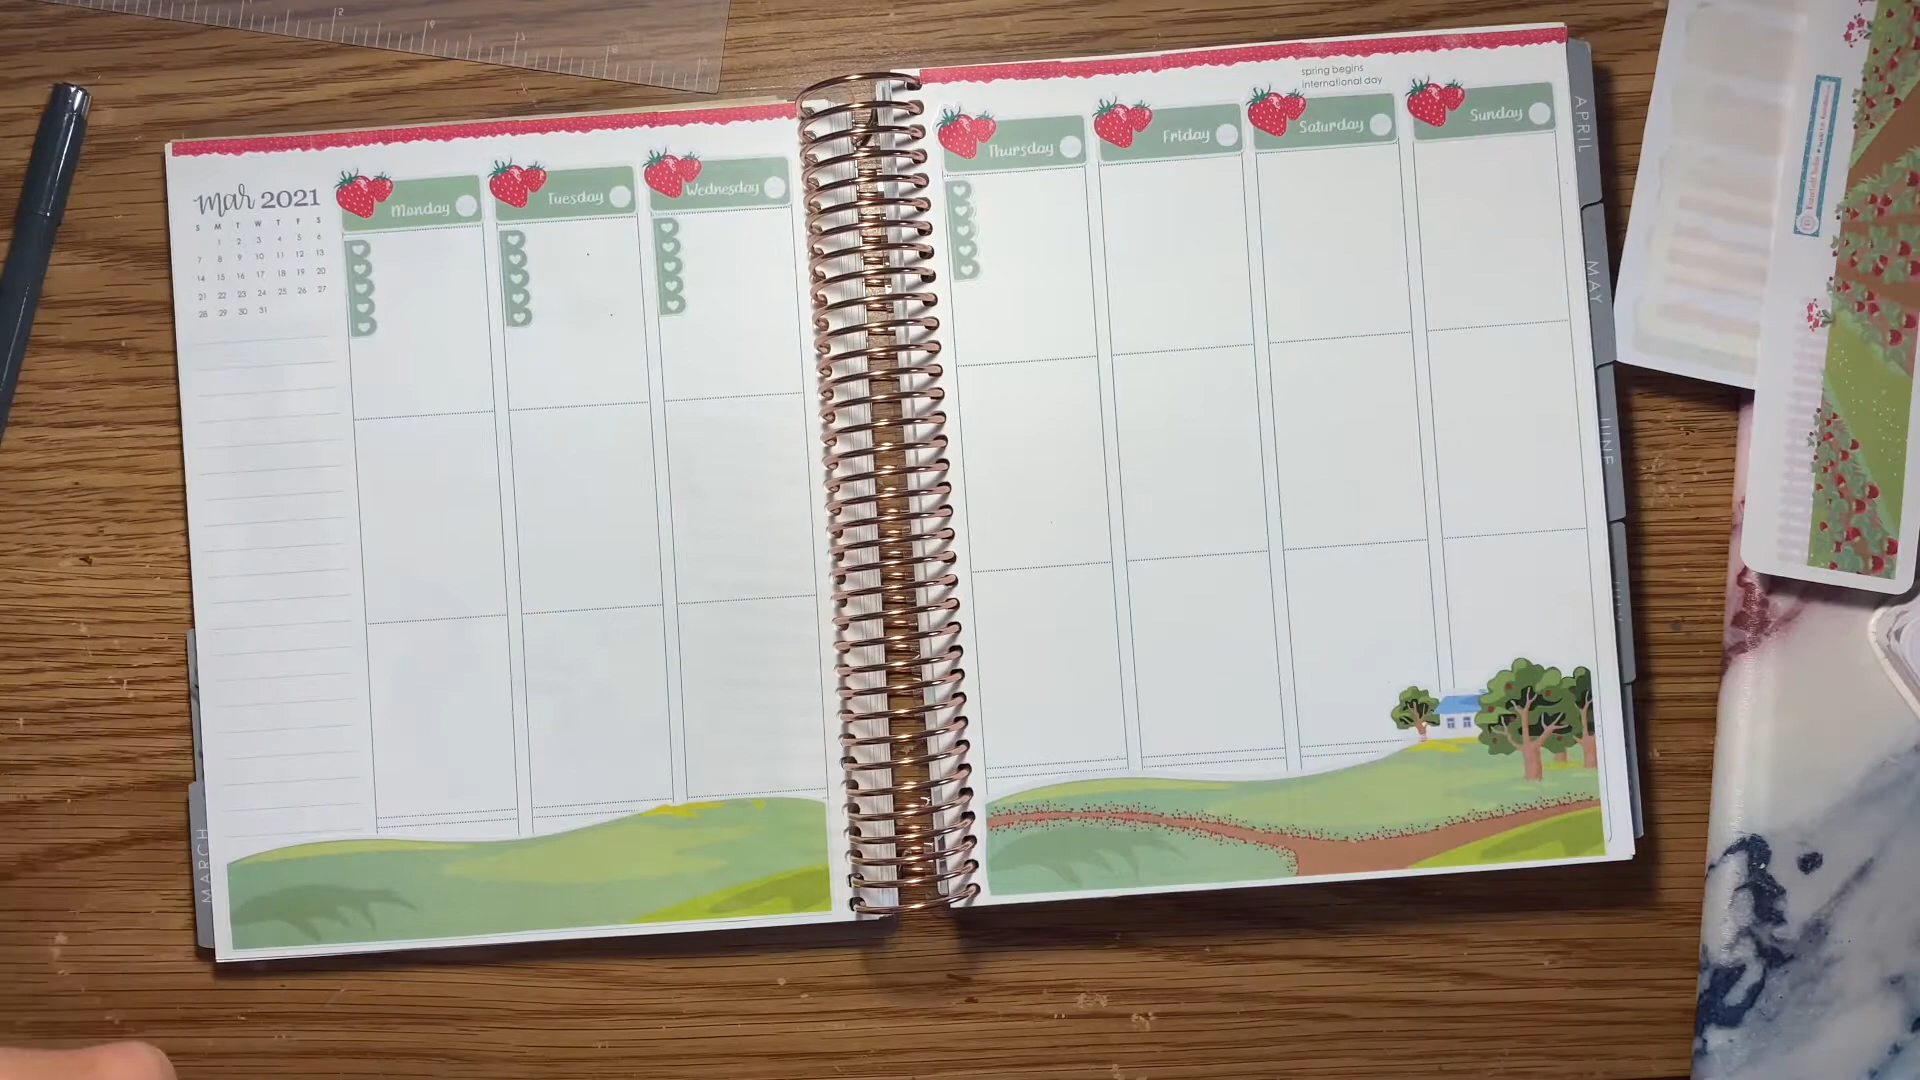 mar 2021
S M T W T F S
1 2 3 4 5 6
7 8 9 10 11 12 13
14 15 16 17 18 19 20
21 22 23 24 25 26 27
28 29 30 31
Monday
Tuesday
Wednesday
Thursday
Friday
spring begins
international day
Saturday
Sunday
APRIL
MAY
JUNE
MARCH